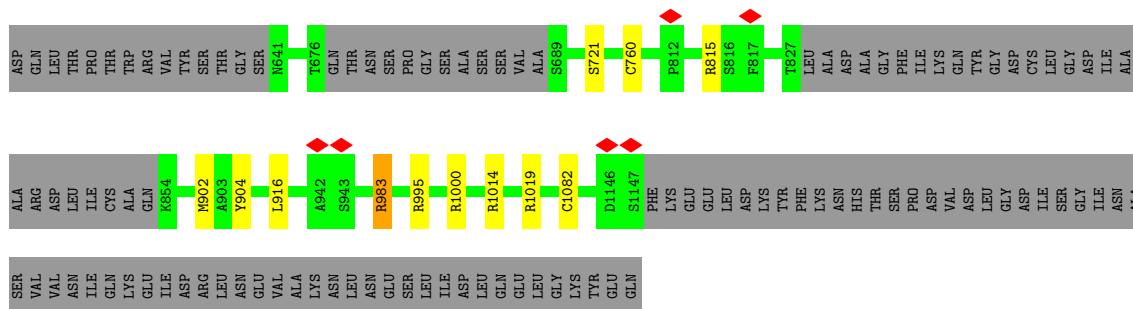 ASP GLN LEU THR PRO THR TRP ARG VAL TYR SER THR GLY SER N641 T676 GLN THR ASN SER PRO GLY SER ALA SER SER VAL ALA S689 S721 C760 P812 R815 S816 F817 T827 LEU ALA ASP ALA GLY PHE ILE LYS GLN TYR GLY ASP CYS LEU GLY ASP ILE ALA
ALA ARG ASP LEU ILE CYS ALA GLN K854 M902 A903 Y904 L916 A942 S943 R983 R995 R1000 R1014 R1019 C1082 D1146 S1147 PHE LYS GLU GLU LEU ASP LYS TYR PHE LYS ASN HIS THR SER PRO ASP VAL ASP LEU GLY ASP ILE SER GLY ILE ASN ALA
SER VAL VAL ASN ILE GLN LYS GLU ILE ASP ARG LEU ASN GLU VAL ALA LYS ASN LEU ASN GLU SER LEU ILE ASP LEU GLN GLU LEU GLY LYS TYR GLU GLN